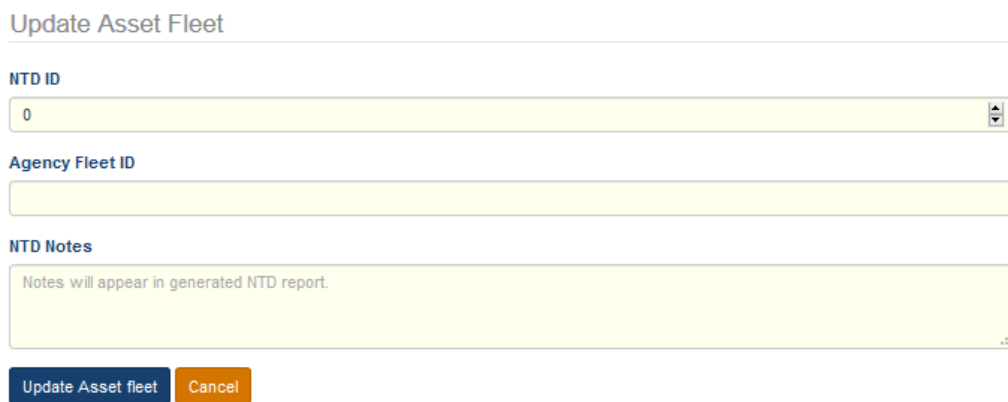 Update Asset Fleet
NTD ID
0
Agency Fleet ID
NTD Notes
Notes will appear in generated NTD report.
Update Asset fleet Cancel